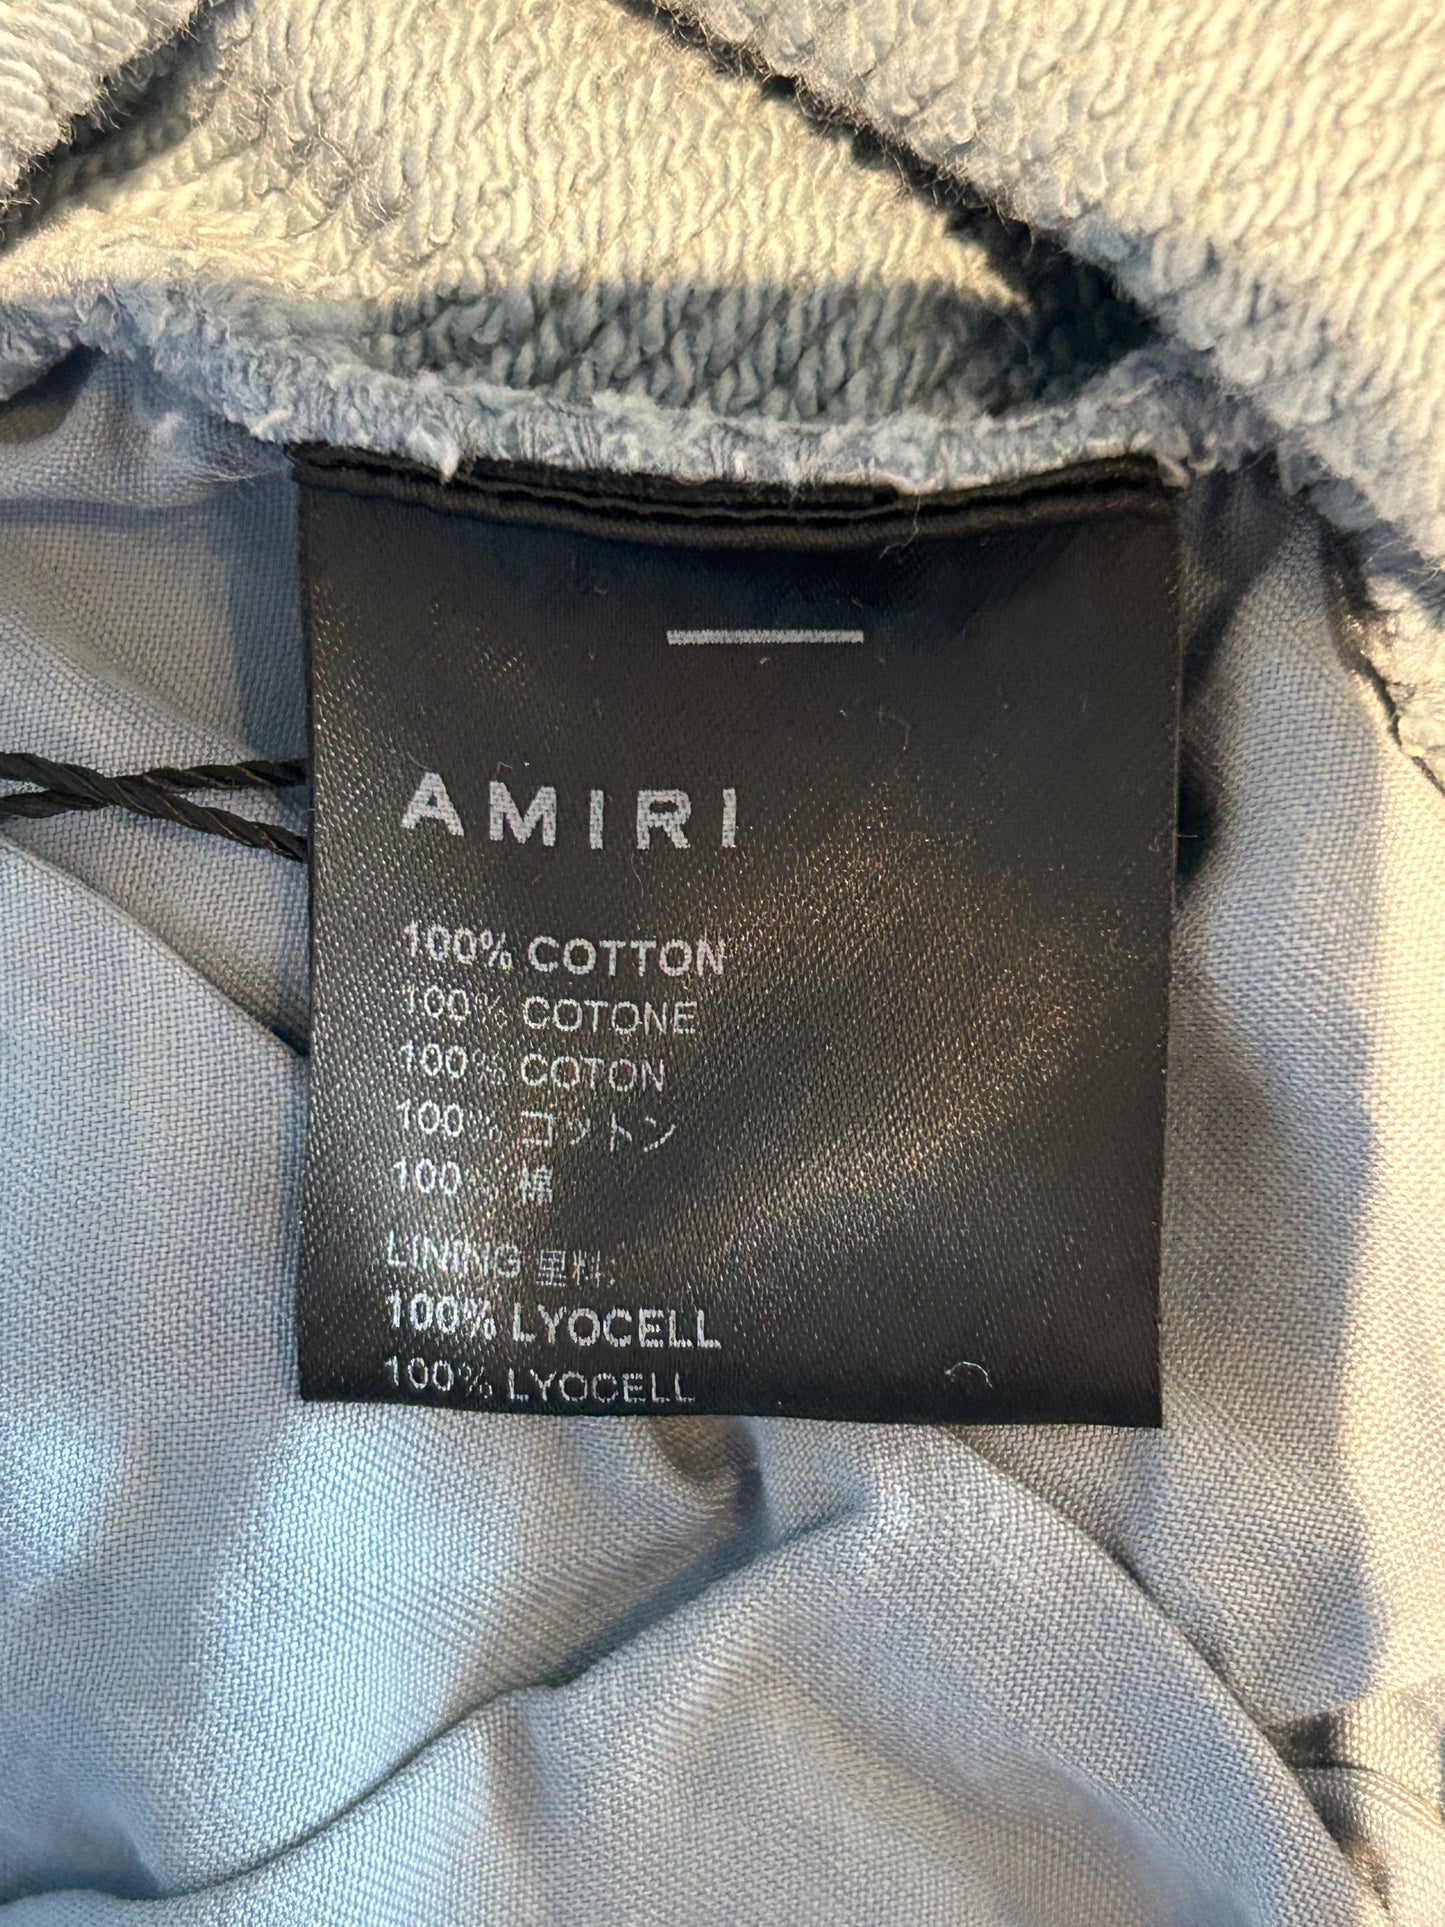 AMIRI
100% COTTON
100% COTONE
100% COTON
100% コットン
100% 棉
LINING 里料:
100% LYOCELL
100% LYOCELL